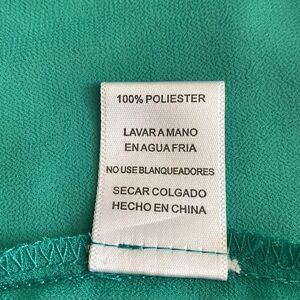 100% POLIESTER
LAVAR A MANO
EN AGUA FRIA
NO USE BLANQUEADORES
SECAR COLGADO
HECHO EN CHINA